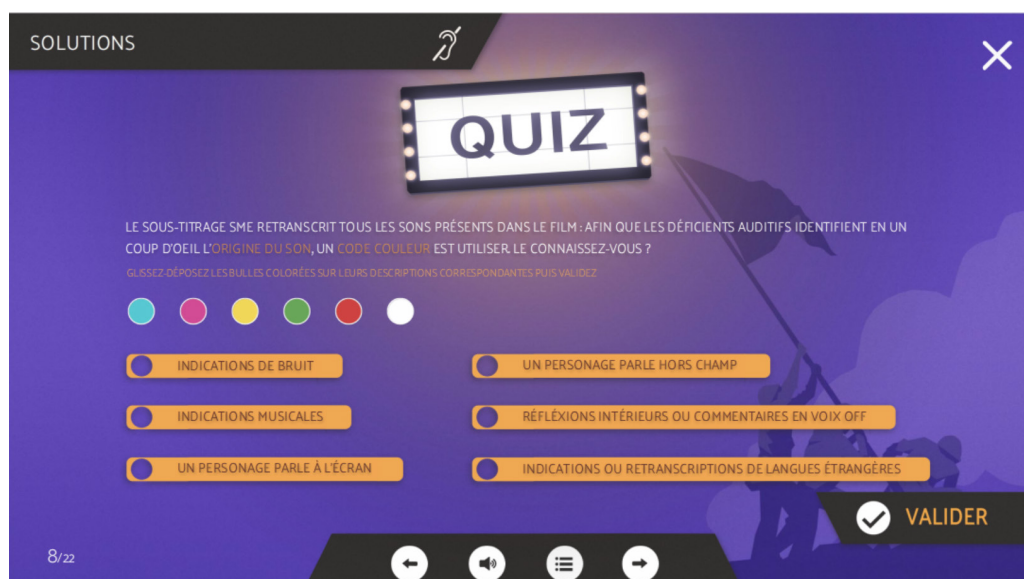 SOLUTIONS
QUIZ
LE SOUS-TITRAGE SME RETRANSCRIT TOUS LES SONS PRÉSENTS DANS LE FILM : AFIN QUE LES DÉFICIENTS AUDITIFS IDENTIFIENT EN UN
COUP D'OEIL L'ORIGINE DU SON, UN CODE COULEUR EST UTILISER. LE CONNAISSEZ-VOUS ?
GLISSEZ-DÉPOSEZ LES BULLES COLORÉES SUR LEURS DESCRIPTIONS CORRESPONDANTES PUIS VALIDEZ
INDICATIONS DE BRUIT
UN PERSONAGE PARLE HORS CHAMP
INDICATIONS MUSICALES
RÉFLÉXIONS INTÉRIEURS OU COMMENTAIRES EN VOIX OFF
UN PERSONAGE PARLE À L'ÉCRAN
INDICATIONS OU RETRANSCRIPTIONS DE LANGUES ÉTRANGÈRES
VALIDER
8/22